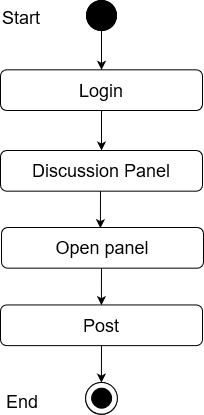 Start
Login
Discussion Panel
Open panel
Post
End